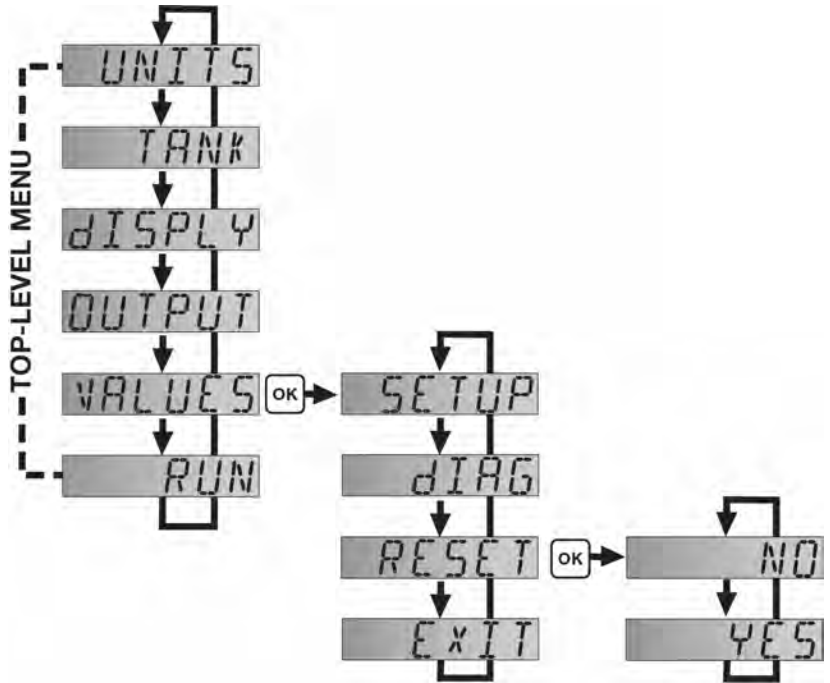 TOP-LEVEL MENU
UNITS
TANK
dISPLY
OUTPUT
VALUES
RUN
OK
SETUP
dIAG
RESET
ExIT
OK
NO
YES